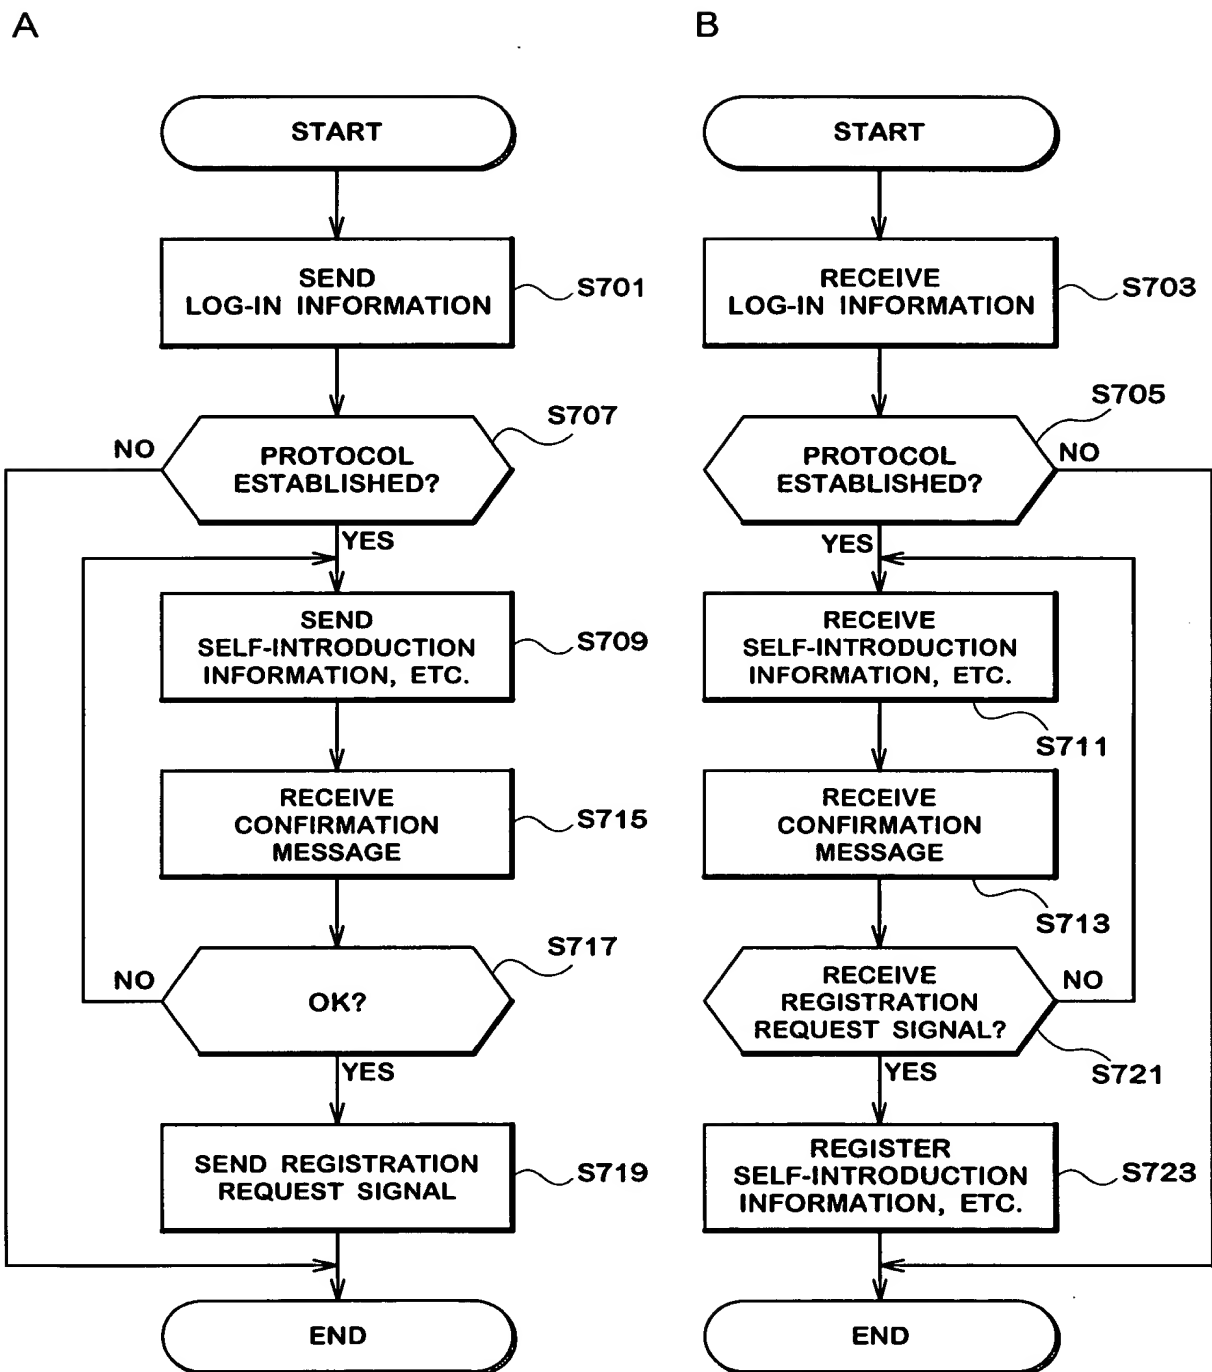 A
START
SEND
LOG-IN INFORMATION
S701
S707
NO
PROTOCOL
ESTABLISHED?
YES
SEND
SELF-INTRODUCTION
INFORMATION, ETC.
S709
RECEIVE
CONFIRMATION
MESSAGE
S715
S717
NO
OK?
YES
SEND REGISTRATION
REQUEST SIGNAL
S719
END
B
START
RECEIVE
LOG-IN INFORMATION
S703
S705
PROTOCOL
ESTABLISHED?
NO
YES
RECEIVE
SELF-INTRODUCTION
INFORMATION, ETC.
S711
RECEIVE
CONFIRMATION
MESSAGE
S713
RECEIVE
REGISTRATION
REQUEST SIGNAL?
NO
S721
YES
REGISTER
SELF-INTRODUCTION
INFORMATION, ETC.
S723
END